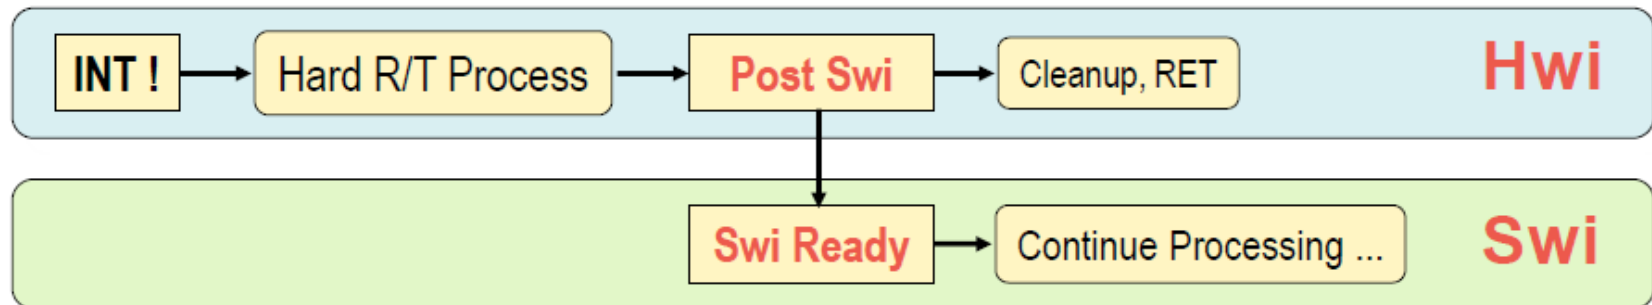 INT !
Hard R/T Process
Post Swi
Cleanup, RET
Hwi
Swi Ready
Continue Processing ...
Swi